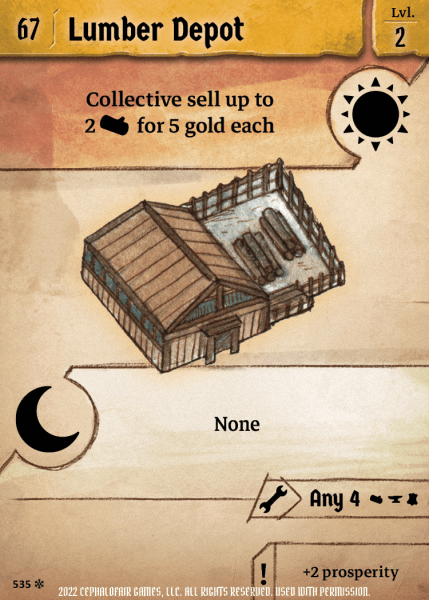 67 Lumber Depot
Lvl.
2
Collective sell up to
2 for 5 gold each
None
Any 4
! +2 prosperity
535
2022 CEPHALOFAIR GAMES, LLC. ALL RIGHTS RESERVED. USED WITH PERMISSION.